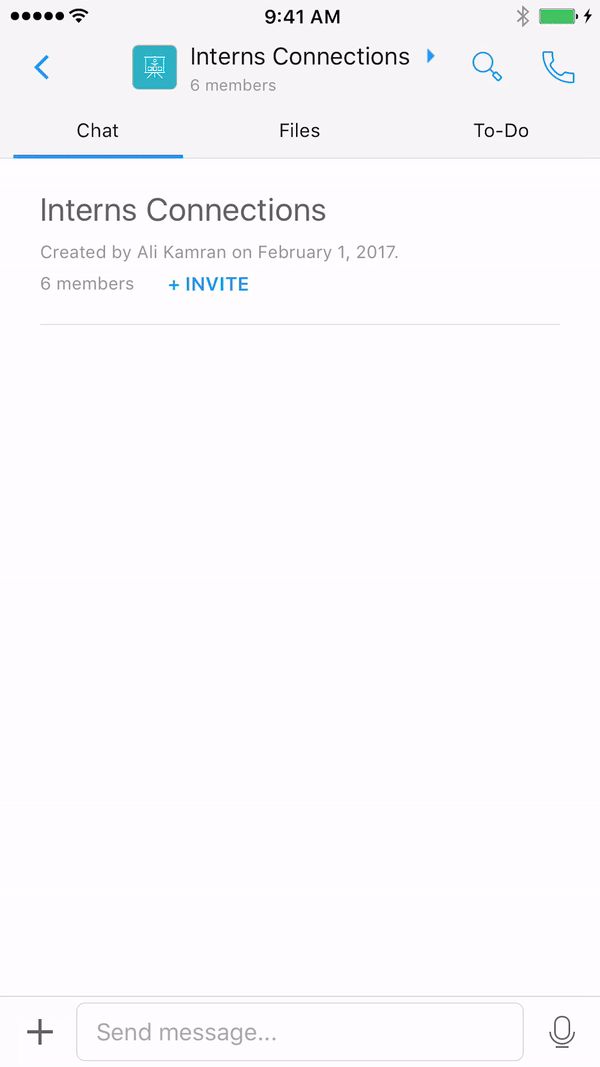 9:41 AM
Interns Connections
6 members
Chat Files To-Do
Interns Connections
Created by Ali Kamran on February 1, 2017.
6 members + INVITE
Send message...